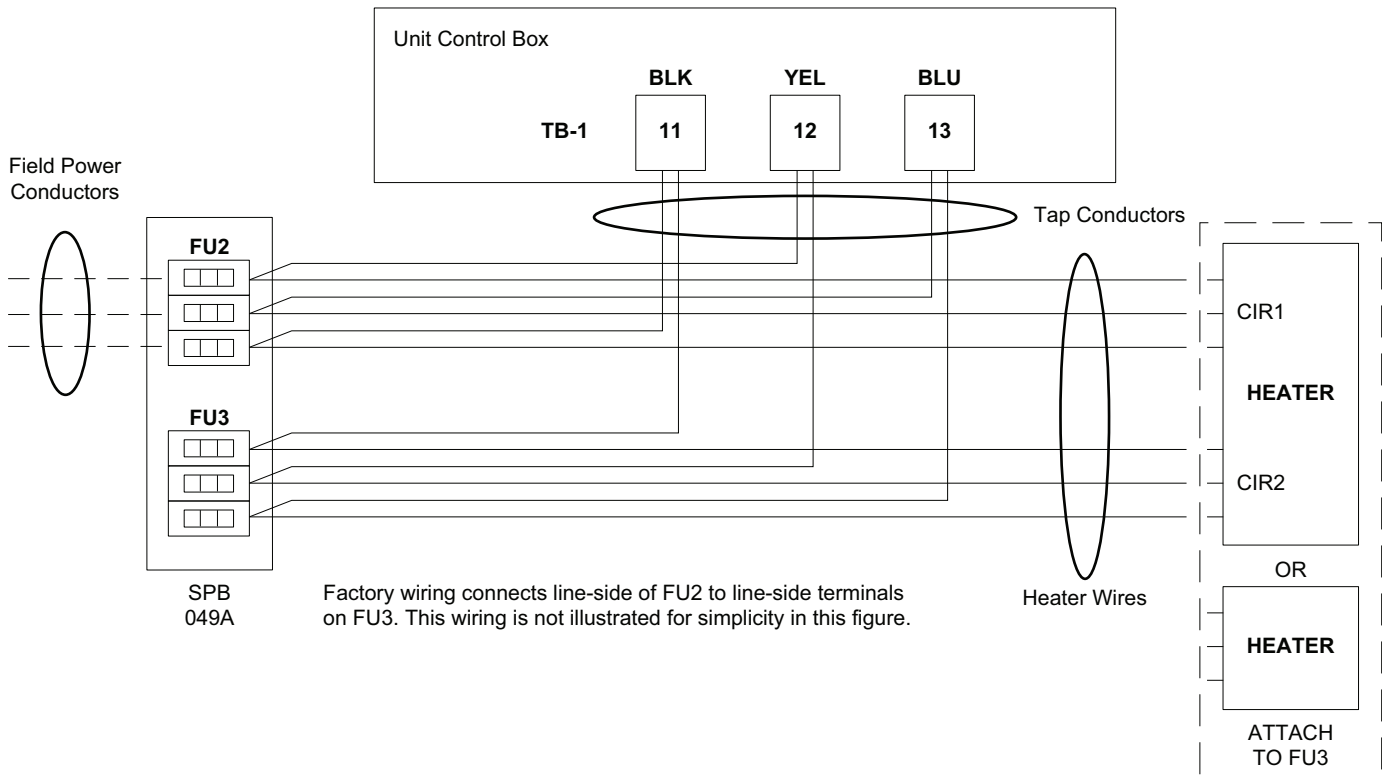 Unit Control Box
BLK YEL BLU
TB-1 11 12 13
Field Power
Conductors
Tap Conductors
FU2
CIR1
HEATER
FU3
CIR2
SPB
049A
Factory wiring connects line-side of FU2 to line-side terminals
on FU3. This wiring is not illustrated for simplicity in this figure.
Heater Wires
OR
HEATER
ATTACH
TO FU3